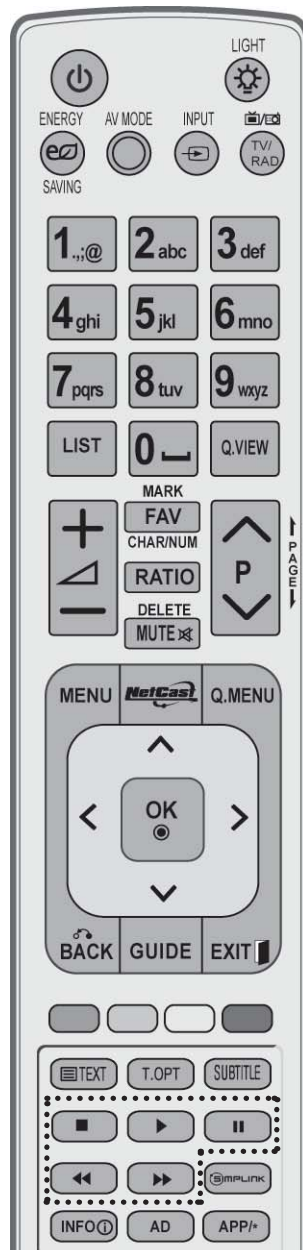 LIGHT
ENERGY AV MODE INPUT
TV/
RAD
SAVING
1.,;@ 2abc 3def
4ghi 5jkl 6mno
7pqrs 8tuv 9wxyz
LIST 0 Q.VIEW
MARK
FAV
CHAR/NUM
RATIO
P
PAGE
DELETE
MUTE
MENU NetCast Q.MENU
OK
BACK GUIDE EXIT
TEXT T.OPT SUBTITLE
SIMPLINK
INFO AD APP/*